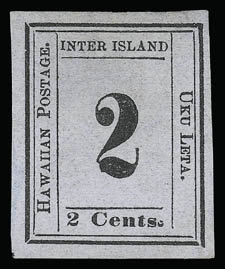 INTER ISLAND
HAWAIIAN POSTAGE.
2
UKU LETA.
2 Cents.